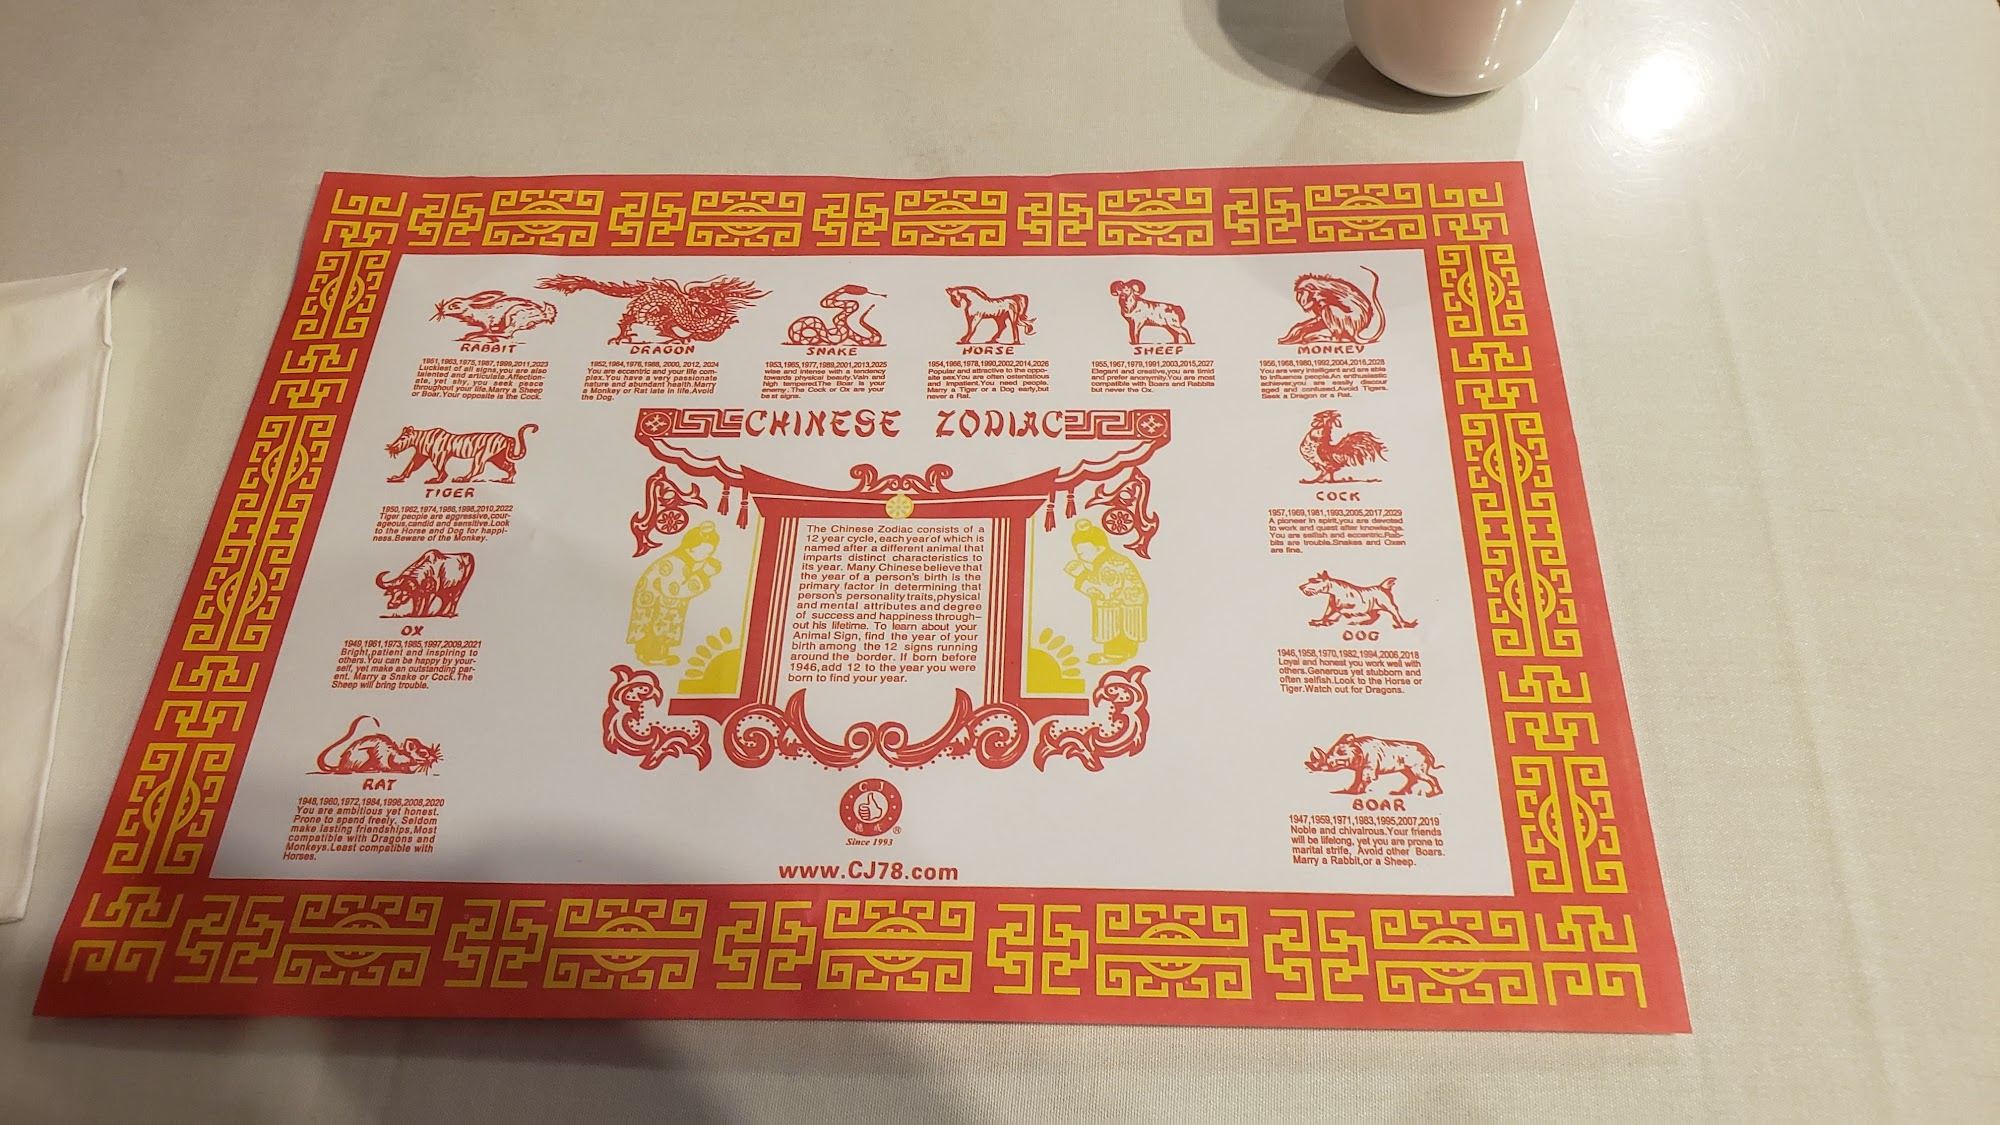 RABBIT
1951,1963,1975,1987,1999,2011,2023
Luckiest of all signs,you are also
talented and articulate.Affection-
ate, yet shy, you seek peace
throughout your life.Marry a Sheep
or Boar.Your opposite is the Cock.
DRAGON
1952,1964,1976,1988, 2000, 2012, 2024
You are eccentric and your life com-
plex.You have a very passionate
nature and abundant health.Marry
a Monkey or Rat late in life.Avoid
the Dog.
SNAKE
1953,1965,1977,1989,2001,2013,2025
wise and intense with a tendency
towards physical beauty.Vain and
high tempered.The Boar is your
enemy. .The Cock or Ox are your
best signs.
HORSE
1954,1966,1978,1990,2002,2014,2026
Popular and attractive to the oppo-
site sex.You are often ostentatious
and impatient.You need people.
Marry a Tiger or a Dog early,but
never a Rat.
SHEEP
1955,1967,1979,1991,2003,2015,2027
Elegant and creative,you are timid
and prefer anonymity.You are most
compatible with Boars and Rabbits
but never the Ox.
MONKEY
1956,1968,1980,1992,2004,2016,2028
You are very intelligent and are able
to influence people.An enthusiastic
achiever,you are easily discour
aged and confused.Avoid Tigers.
Seek a Dragon or a Rat.
TIGER
1950,1962,1974,1986,1998,2010,2022
Tiger people are aggressive,cour-
ageous,candid and sensitive.Look
to the Horse and Dog for happi-
ness.Beware of the Monkey.
CHINESE ZODIAC
COCK
1957,1969,1981,1993,2005,2017,2029
A pioneer in spirit,you are devoted
to work and quest after knowledge.
You are selfish and eccentric.Rab-
bits are trouble.Snakes and Oxen
are fine.
OX
1949,1961,1973,1985,1997,2009,2021
Bright,patient and inspiring to
others.You can be happy by your-
self, yet make an outstanding par-
ent. Marry a Snake or Cock.The
Sheep will bring trouble.
The Chinese Zodiac consists of a
12 year cycle, each year of which is
named after a different animal that
imparts distinct characteristics to
its year. Many Chinese believe that
the year of a person's birth is the
primary factor in determining that
person's personality traits,physical
and mental attributes and degree
of success and happiness through-
out his lifetime. To learn about your
Animal Sign, find the year of your
birth among the 12 signs running
around the border. If born before
1946,add 12 to the year you were
born to find your year.
DOG
1946,1958,1970,1982,1994,2006,2018
Loyal and honest you work well with
others.Generous yet stubborn and
often selfish.Look to the Horse or
Tiger.Watch out for Dragons.
RAT
1948,1960,1972,1984,1996,2008,2020
You are ambitious yet honest.
Prone to spend freely. Seldom
make lasting friendships,Most
compatible with Dragons and
Monkeys.Least compatible with
Horses.
BOAR
1947,1959,1971,1983,1995,2007,2019
Noble and chivalrous.Your friends
will be lifelong, yet you are prone to
marital strife, Avoid other Boars.
Marry a Rabbit,or a Sheep.
C J
®
Since 1993
www.CJ78.com